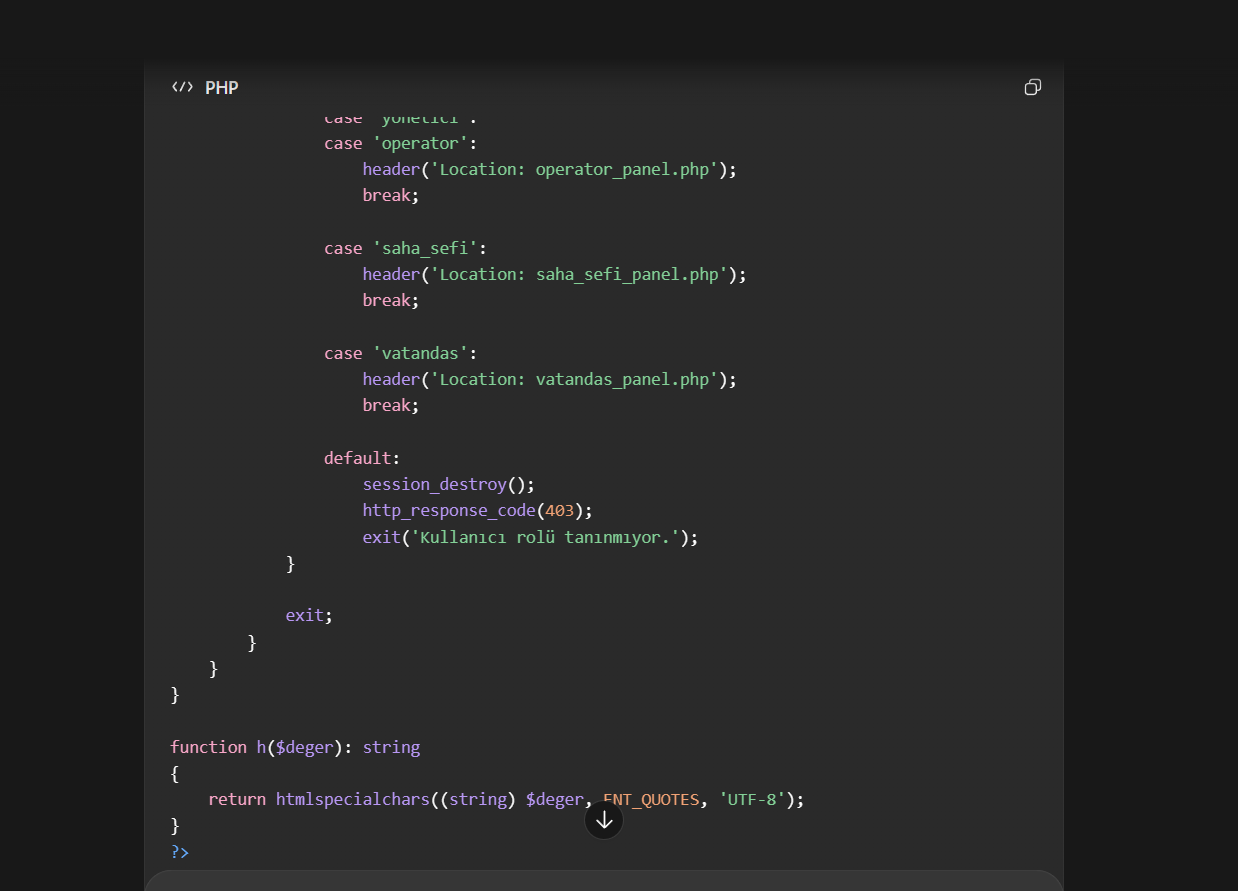 PHP
case 'yonetici':
case 'operator':
header('Location: operator_panel.php');
break;
case 'saha_sefi':
header('Location: saha_sefi_panel.php');
break;
case 'vatandas':
header('Location: vatandas_panel.php');
break;
default:
session_destroy();
http_response_code(403);
exit('Kullanıcı rolü tanınmıyor.');
}
exit;
}
}
}
function h($deger): string
{
return htmlspecialchars((string) $deger, ENT_QUOTES, 'UTF-8');
}
?>